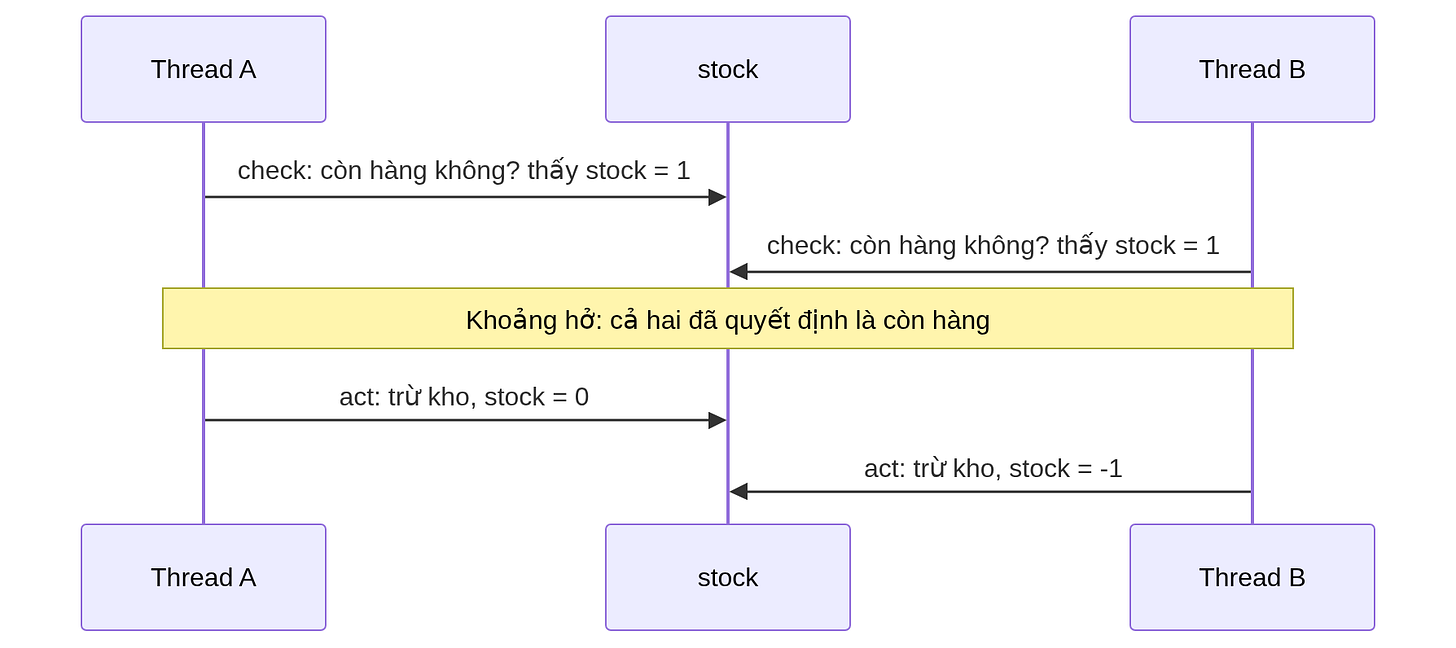 Thread A
stock
Thread B
check: còn hàng không? thấy stock = 1
check: còn hàng không? thấy stock = 1
Khoảng hở: cả hai đã quyết định là còn hàng
act: trừ kho, stock = 0
act: trừ kho, stock = -1
Thread A
stock
Thread B